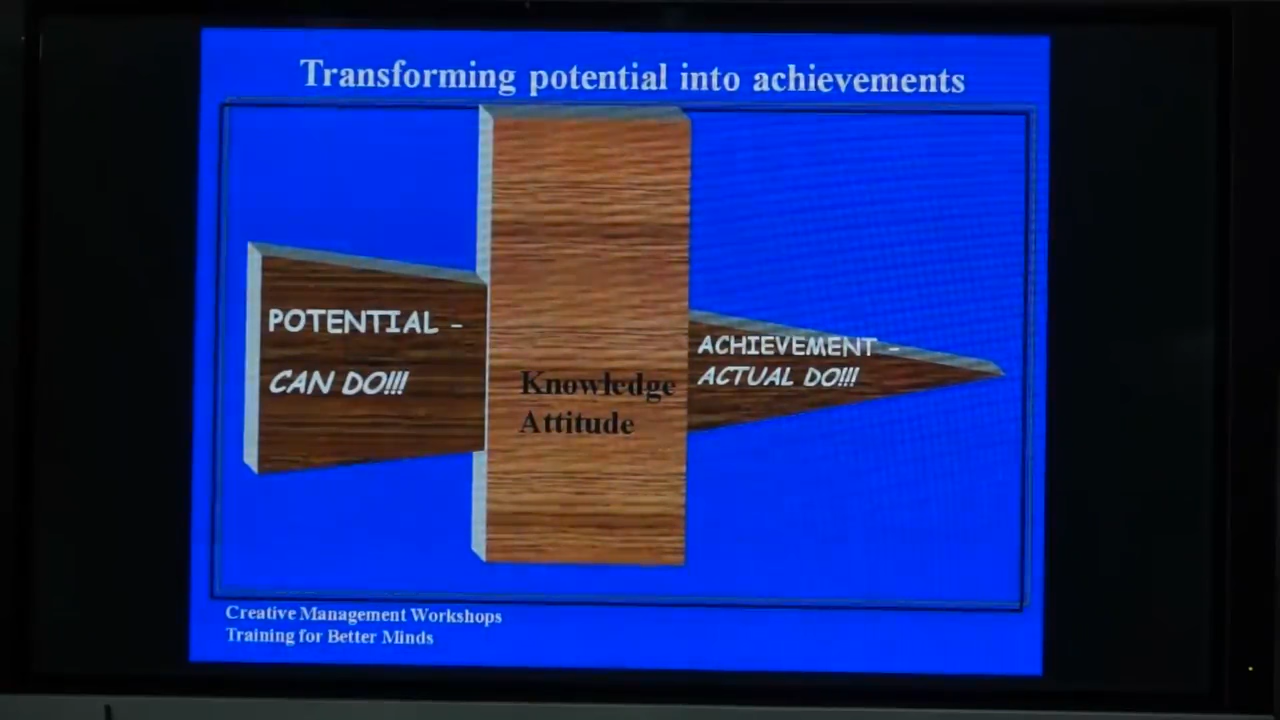 Transforming potential into achievements
POTENTIAL -
CAN DO!!!
Knowledge
Attitude
ACHIEVEMENT -
ACTUAL DO!!!
Creative Management Workshops
Training for Better Minds